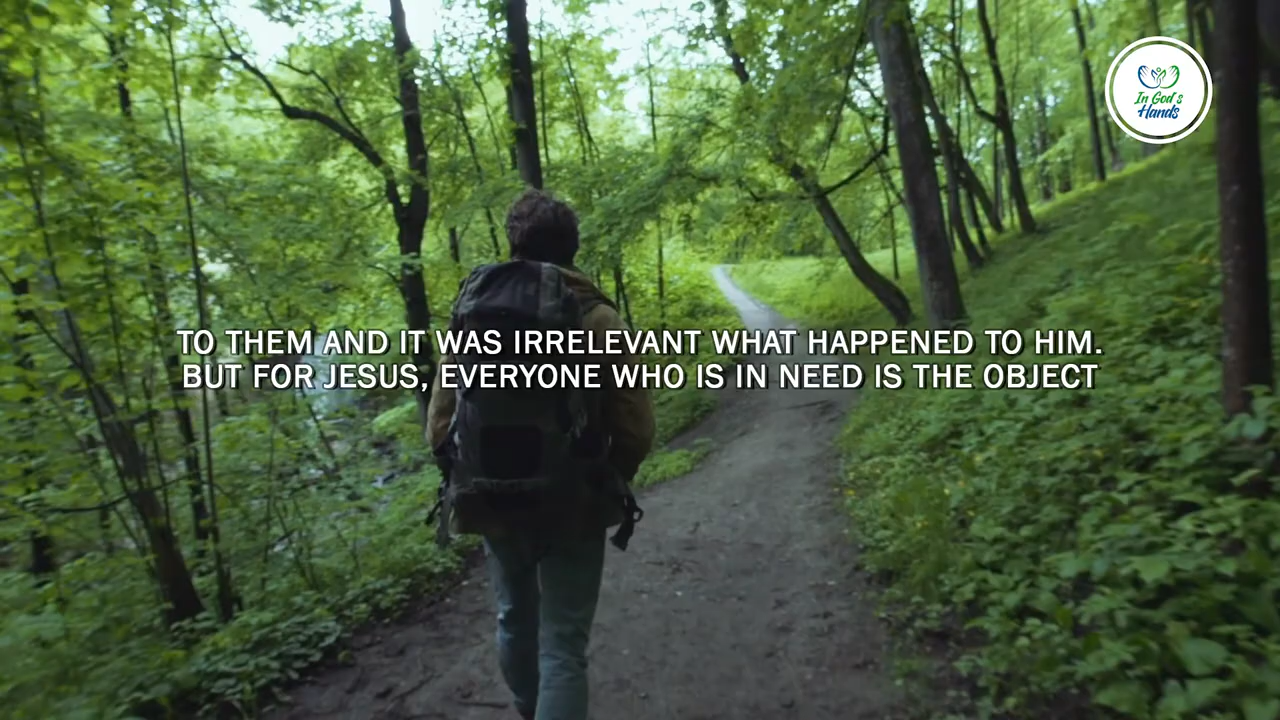 In God's
Hands
TO THEM AND IT WAS IRRELEVANT WHAT HAPPENED TO HIM.
BUT FOR JESUS, EVERYONE WHO IS IN NEED IS THE OBJECT